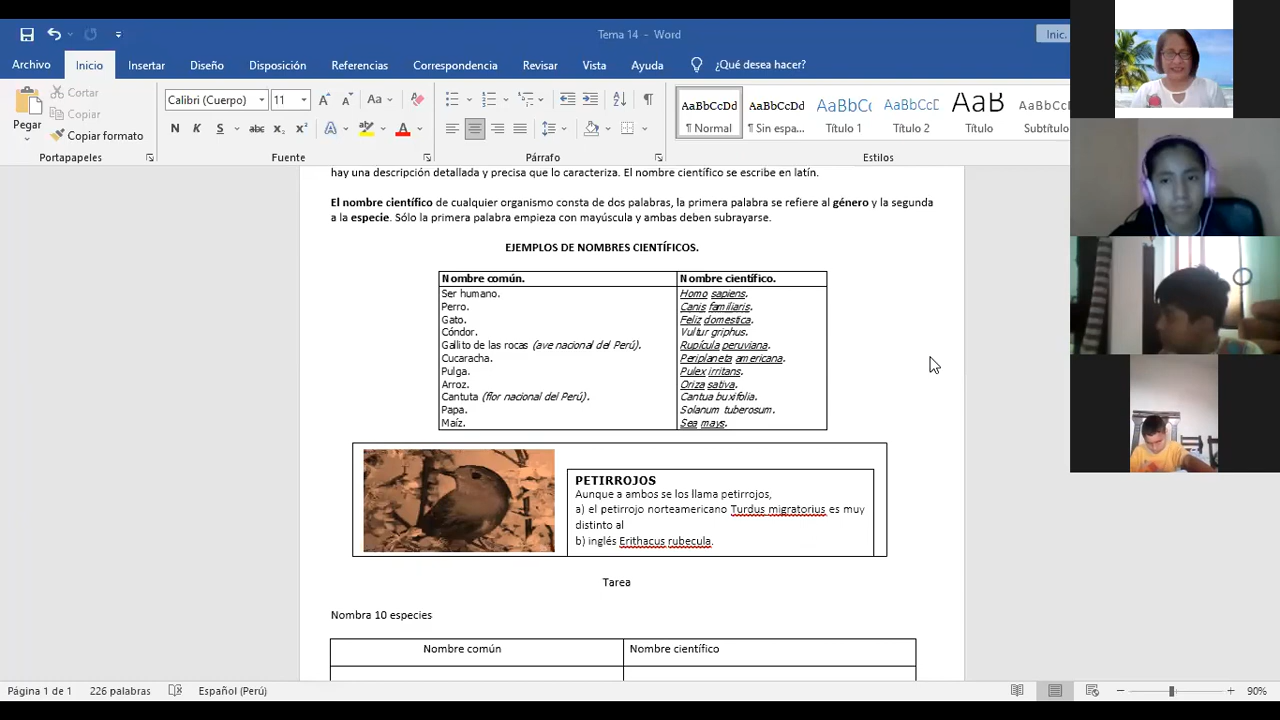 Tema 14 - Word
Inic.
Archivo Inicio Insertar Diseño Disposición Referencias Correspondencia Revisar Vista Ayuda ¿Qué desea hacer?
Pegar
Cortar
Copiar
Copiar formato
Portapapeles
Calibri (Cuerpo) 11
Aa
N K S abc x₂ x² A A
Fuente
Párrafo
AaBbCcDd AaBbCcDd AaBbCc AaBbCcD AaB AaBbCcD
¶ Normal ¶ Sin espa... Título 1 Título 2 Título Subtítulo
Estilos
hay una descripción detallada y precisa que lo caracteriza. El nombre científico se escribe en latín.
El nombre científico de cualquier organismo consta de dos palabras, la primera palabra se refiere al género y la segunda
a la especie. Sólo la primera palabra empieza con mayúscula y ambas deben subrayarse.
EJEMPLOS DE NOMBRES CIENTÍFICOS.
Nombre común. Nombre científico.
Ser humano. Homo sapiens.
Perro. Canis familiaris.
Gato. Feliz domestica.
Cóndor. Vultur griphus.
Gallito de las rocas (ave nacional del Perú). Rupícula peruviana.
Cucaracha. Periplaneta americana.
Pulga. Pulex irritans.
Arroz. Oriza sativa.
Cantuta (flor nacional del Perú). Cantua buxifolia.
Papa. Solanum tuberosum.
Maíz. Sea mays.
PETIRROJOS
Aunque a ambos se los llama petirrojos,
a) el petirrojo norteamericano Turdus migratorius es muy
distinto al
b) inglés Erithacus rubecula.
Tarea
Nombra 10 especies
Nombre común Nombre científico
Página 1 de 1 226 palabras Español (Perú) 90%